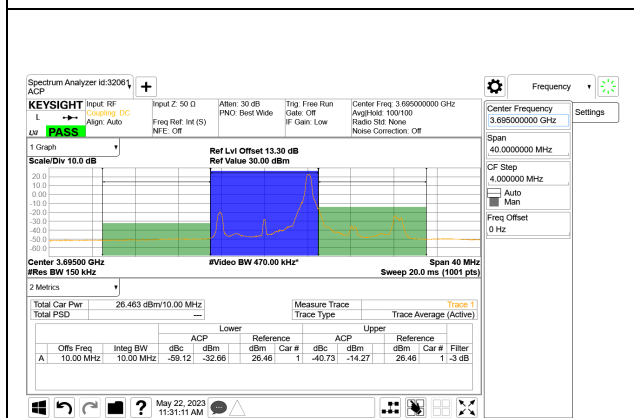 Spectrum Analyzer id:32061
ACP
Frequency
KEYSIGHT
L
PASS
Input: RF
Coupling: DC
Align: Auto
Input Z: 50 Ω
Freq Ref: Int (S)
NFE: Off
Atten: 30 dB
PNO: Best Wide
Trig: Free Run
Gate: Off
IF Gain: Low
Center Freq: 3.695000000 GHz
Avg|Hold: 100/100
Radio Std: None
Noise Correction: Off
Center Frequency
3.695000000 GHz
Settings
Span
40.0000000 MHz
CF Step
4.000000 MHz
Auto
Man
Freq Offset
0 Hz
1 Graph
Scale/Div 10.0 dB
Ref Lvl Offset 13.30 dB
Ref Value 30.00 dBm
20.0
10.0
0.0
-10.0
-20.0
-30.0
-40.0
-50.0
-60.0
Center 3.69500 GHz
#Res BW 150 kHz
#Video BW 470.00 kHz*
Span 40 MHz
Sweep 20.0 ms (1001 pts)
2 Metrics
Total Car Pwr 26.463 dBm/10.00 MHz
Total PSD ---
Measure Trace Trace 1
Trace Type Trace Average (Active)
Lower Upper
ACP Reference ACP Reference
Offs Freq Integ BW dBc dBm dBm Car # dBc dBm dBm Car # Filter
A 10.00 MHz 10.00 MHz -59.12 -32.66 26.46 1 -40.73 -14.27 26.46 1 -3 dB
May 22, 2023
11:31:11 AM